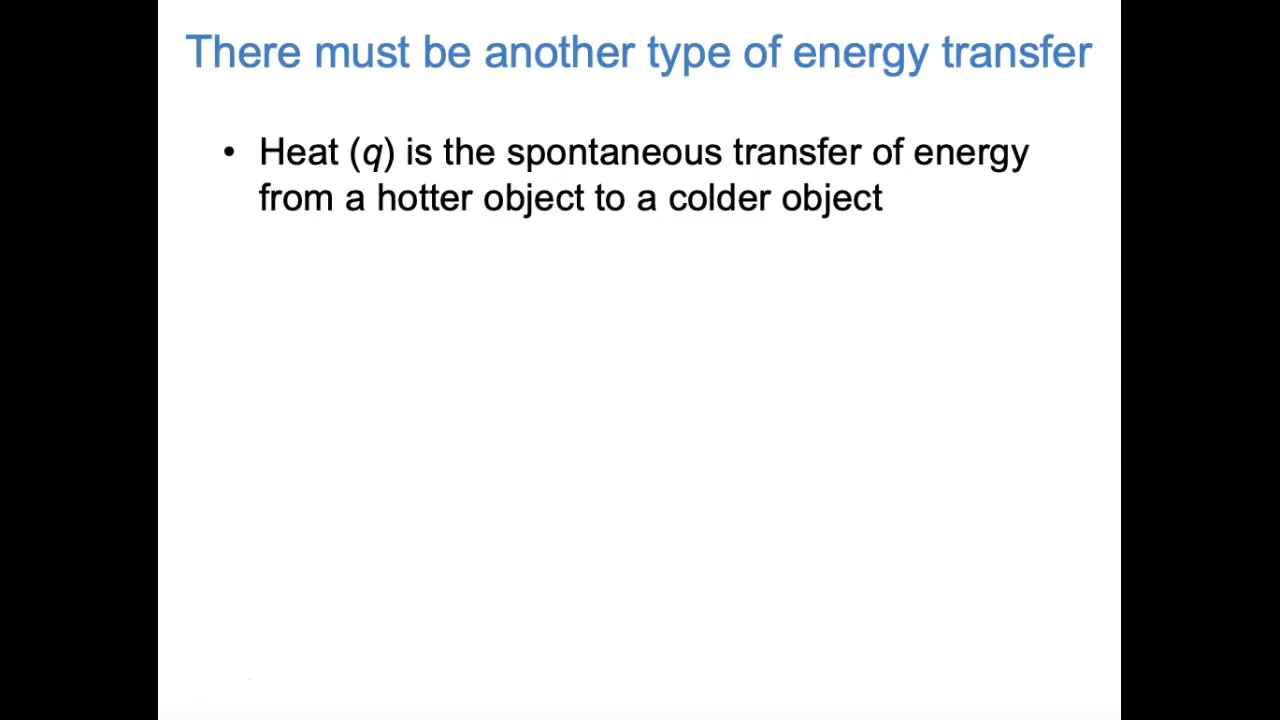 There must be another type of energy transfer
• Heat (q) is the spontaneous transfer of energy
from a hotter object to a colder object